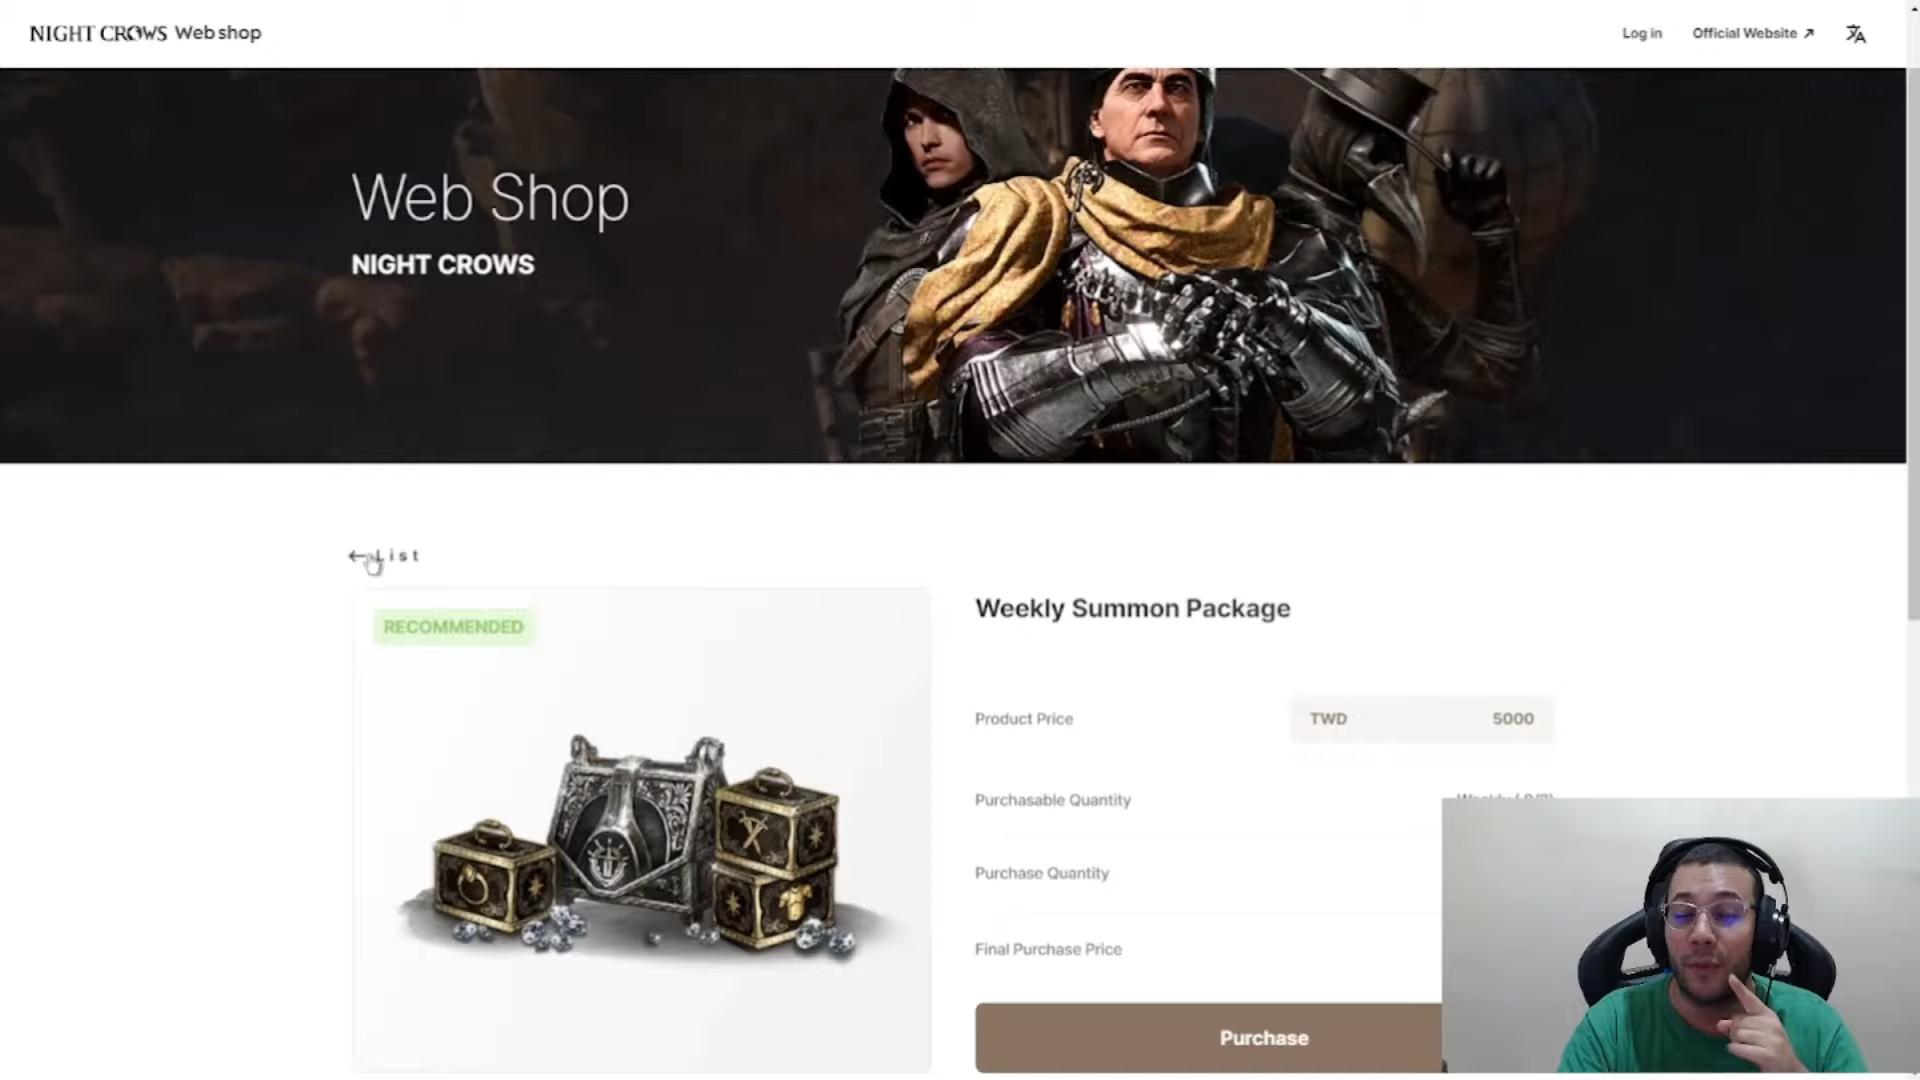 NIGHT CROWS Web shop
Log in
Official Website
Web Shop
NIGHT CROWS
List
RECOMMENDED
Weekly Summon Package
Product Price
TWD 5000
Purchasable Quantity
Purchase Quantity
Final Purchase Price
Purchase